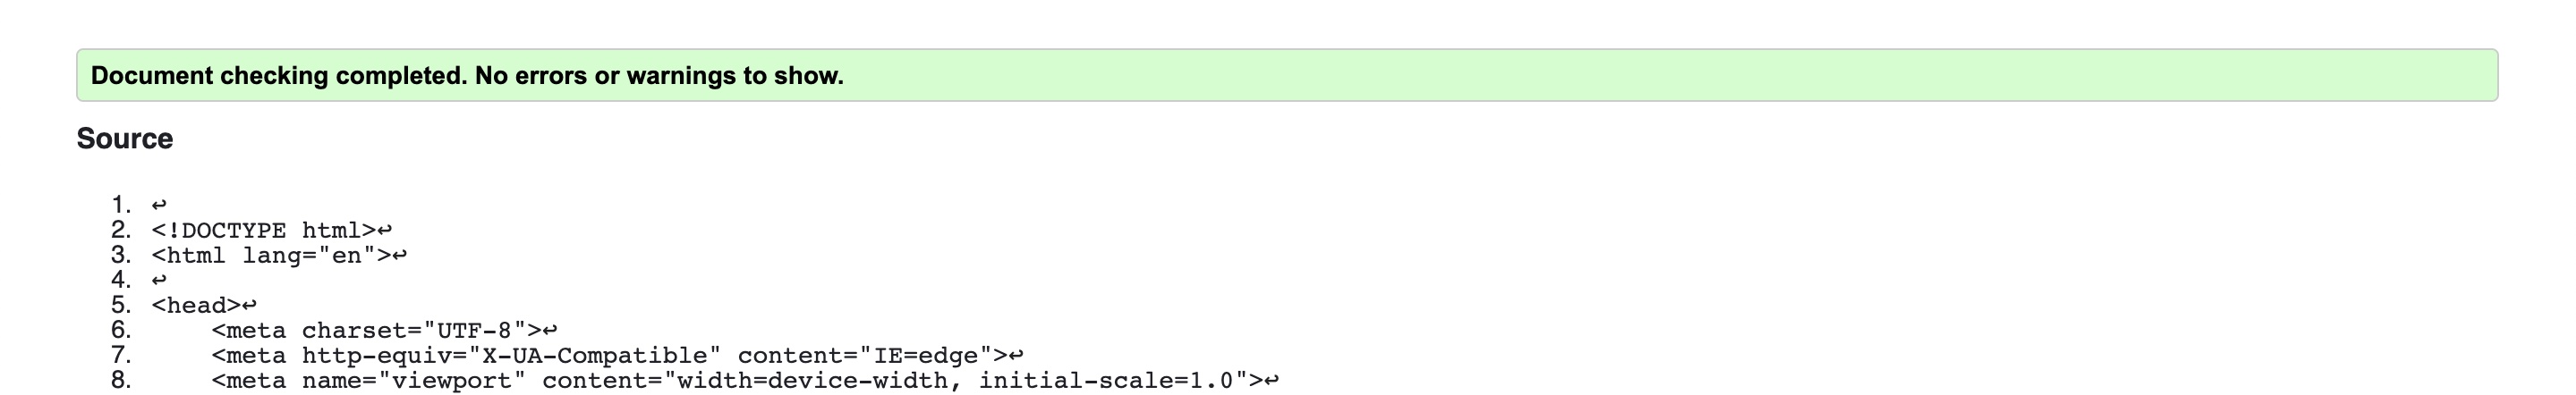 Document checking completed. No errors or warnings to show.
Source
1. ↩
2. <!DOCTYPE html>↩
3. <html lang="en">↩
4. ↩
5. <head>↩
6.     <meta charset="UTF-8">↩
7.     <meta http-equiv="X-UA-Compatible" content="IE=edge">↩
8.     <meta name="viewport" content="width=device-width, initial-scale=1.0">↩